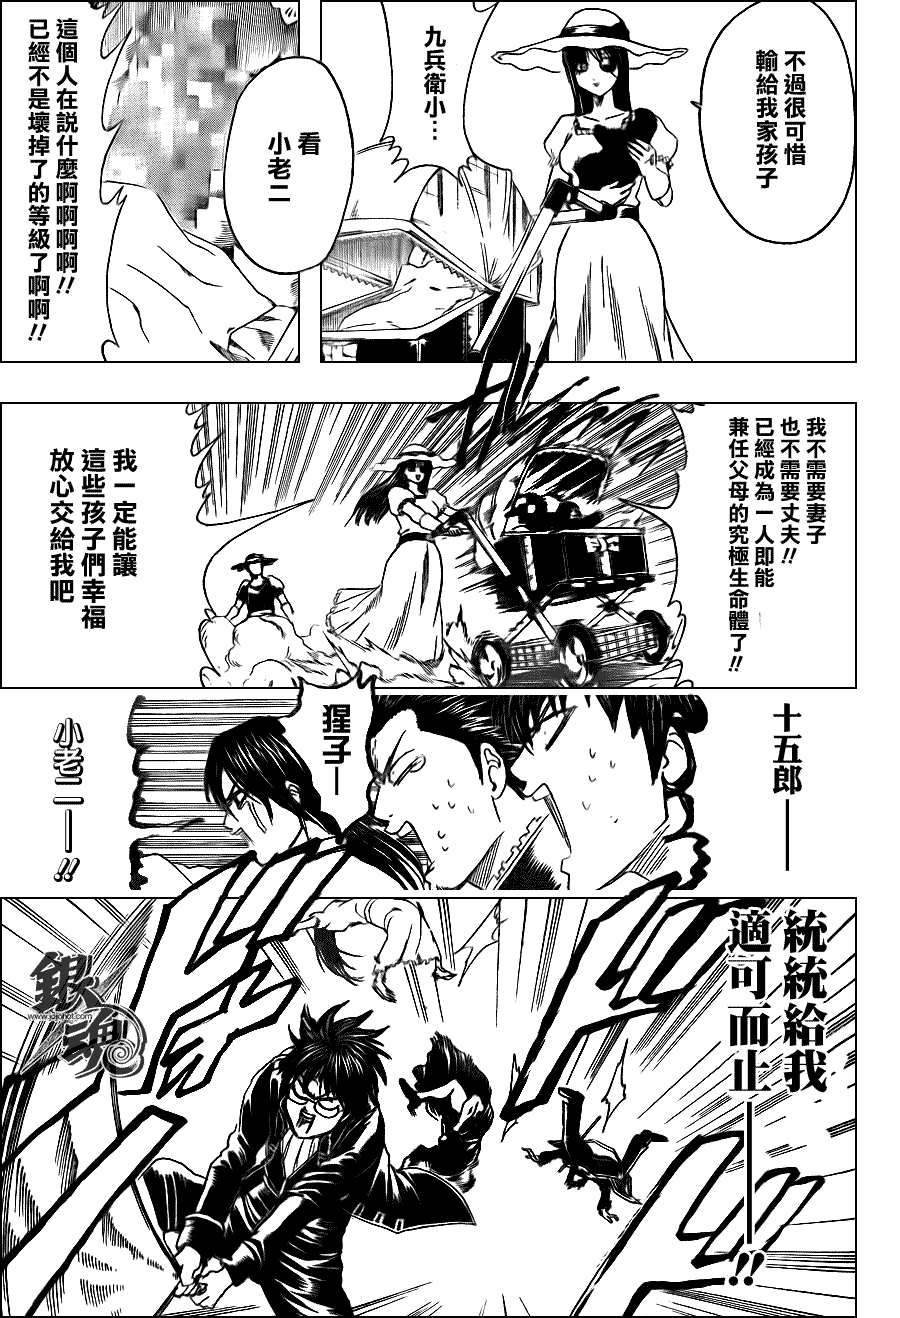 不過很可惜
輸給我家孩子
九兵衛小…
看
小老二
這個人在說什麼啊啊啊啊!!
已經不是壞掉了的等級了啊啊!!
我不需要妻子
也不需要丈夫!!
已經成為一人即能
兼任父母的究極生命體了!!
我一定能讓
這些孩子們幸福
放心交給我吧
十五郎——
猩子—
小老二——!!
統統給我
適可而止——!!
銀魂
www.jojohot.com